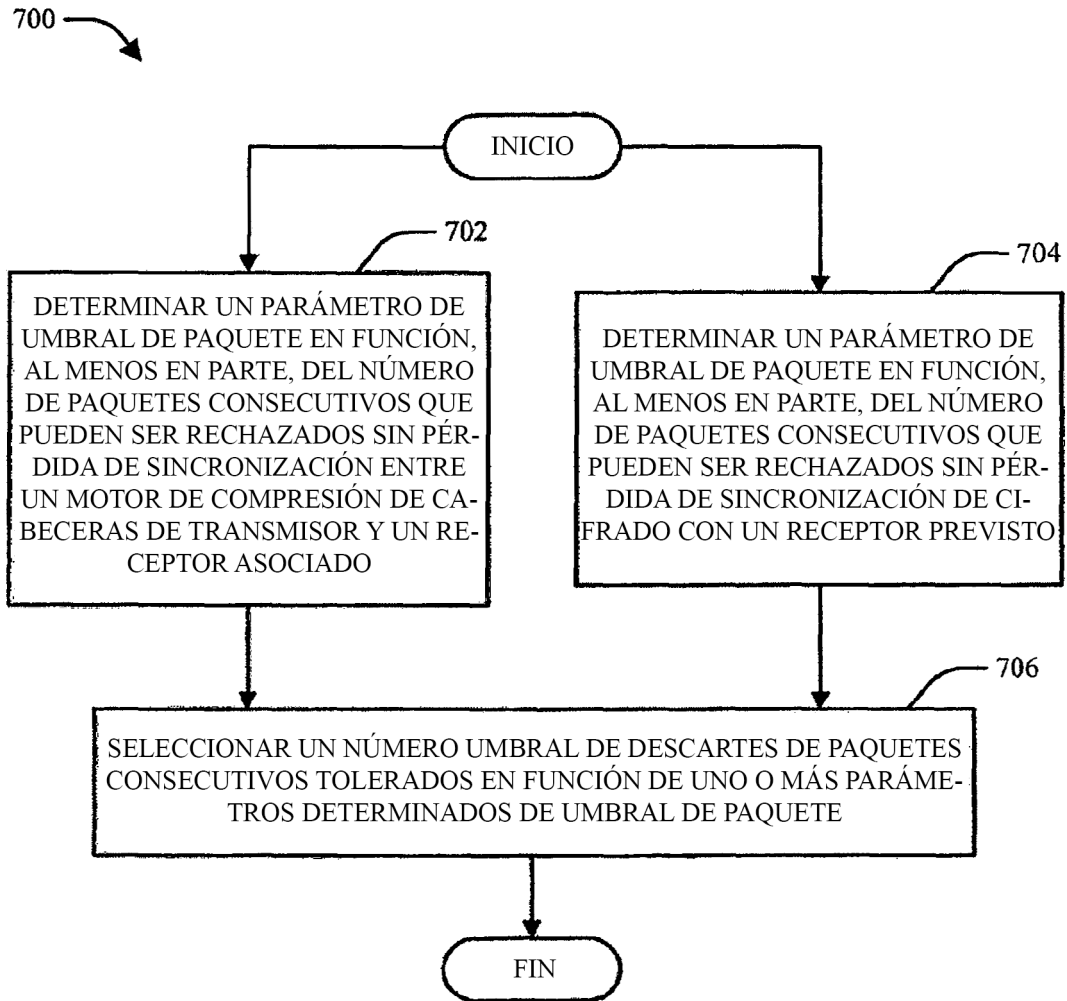 700
INICIO
702
DETERMINAR UN PARÁMETRO DE
UMBRAL DE PAQUETE EN FUNCIÓN,
AL MENOS EN PARTE, DEL NÚMERO
DE PAQUETES CONSECUTIVOS QUE
PUEDEN SER RECHAZADOS SIN PÉR-
DIDA DE SINCRONIZACIÓN ENTRE
UN MOTOR DE COMPRESIÓN DE CA-
BECERAS DE TRANSMISOR Y UN RE-
CEPTOR ASOCIADO
704
DETERMINAR UN PARÁMETRO DE
UMBRAL DE PAQUETE EN FUNCIÓN,
AL MENOS EN PARTE, DEL NÚMERO
DE PAQUETES CONSECUTIVOS QUE
PUEDEN SER RECHAZADOS SIN PÉR-
DIDA DE SINCRONIZACIÓN DE CI-
FRADO CON UN RECEPTOR PREVISTO
706
SELECCIONAR UN NÚMERO UMBRAL DE DESCARTES DE PAQUETES
CONSECUTIVOS TOLERADOS EN FUNCIÓN DE UNO O MÁS PARÁME-
TROS DETERMINADOS DE UMBRAL DE PAQUETE
FIN